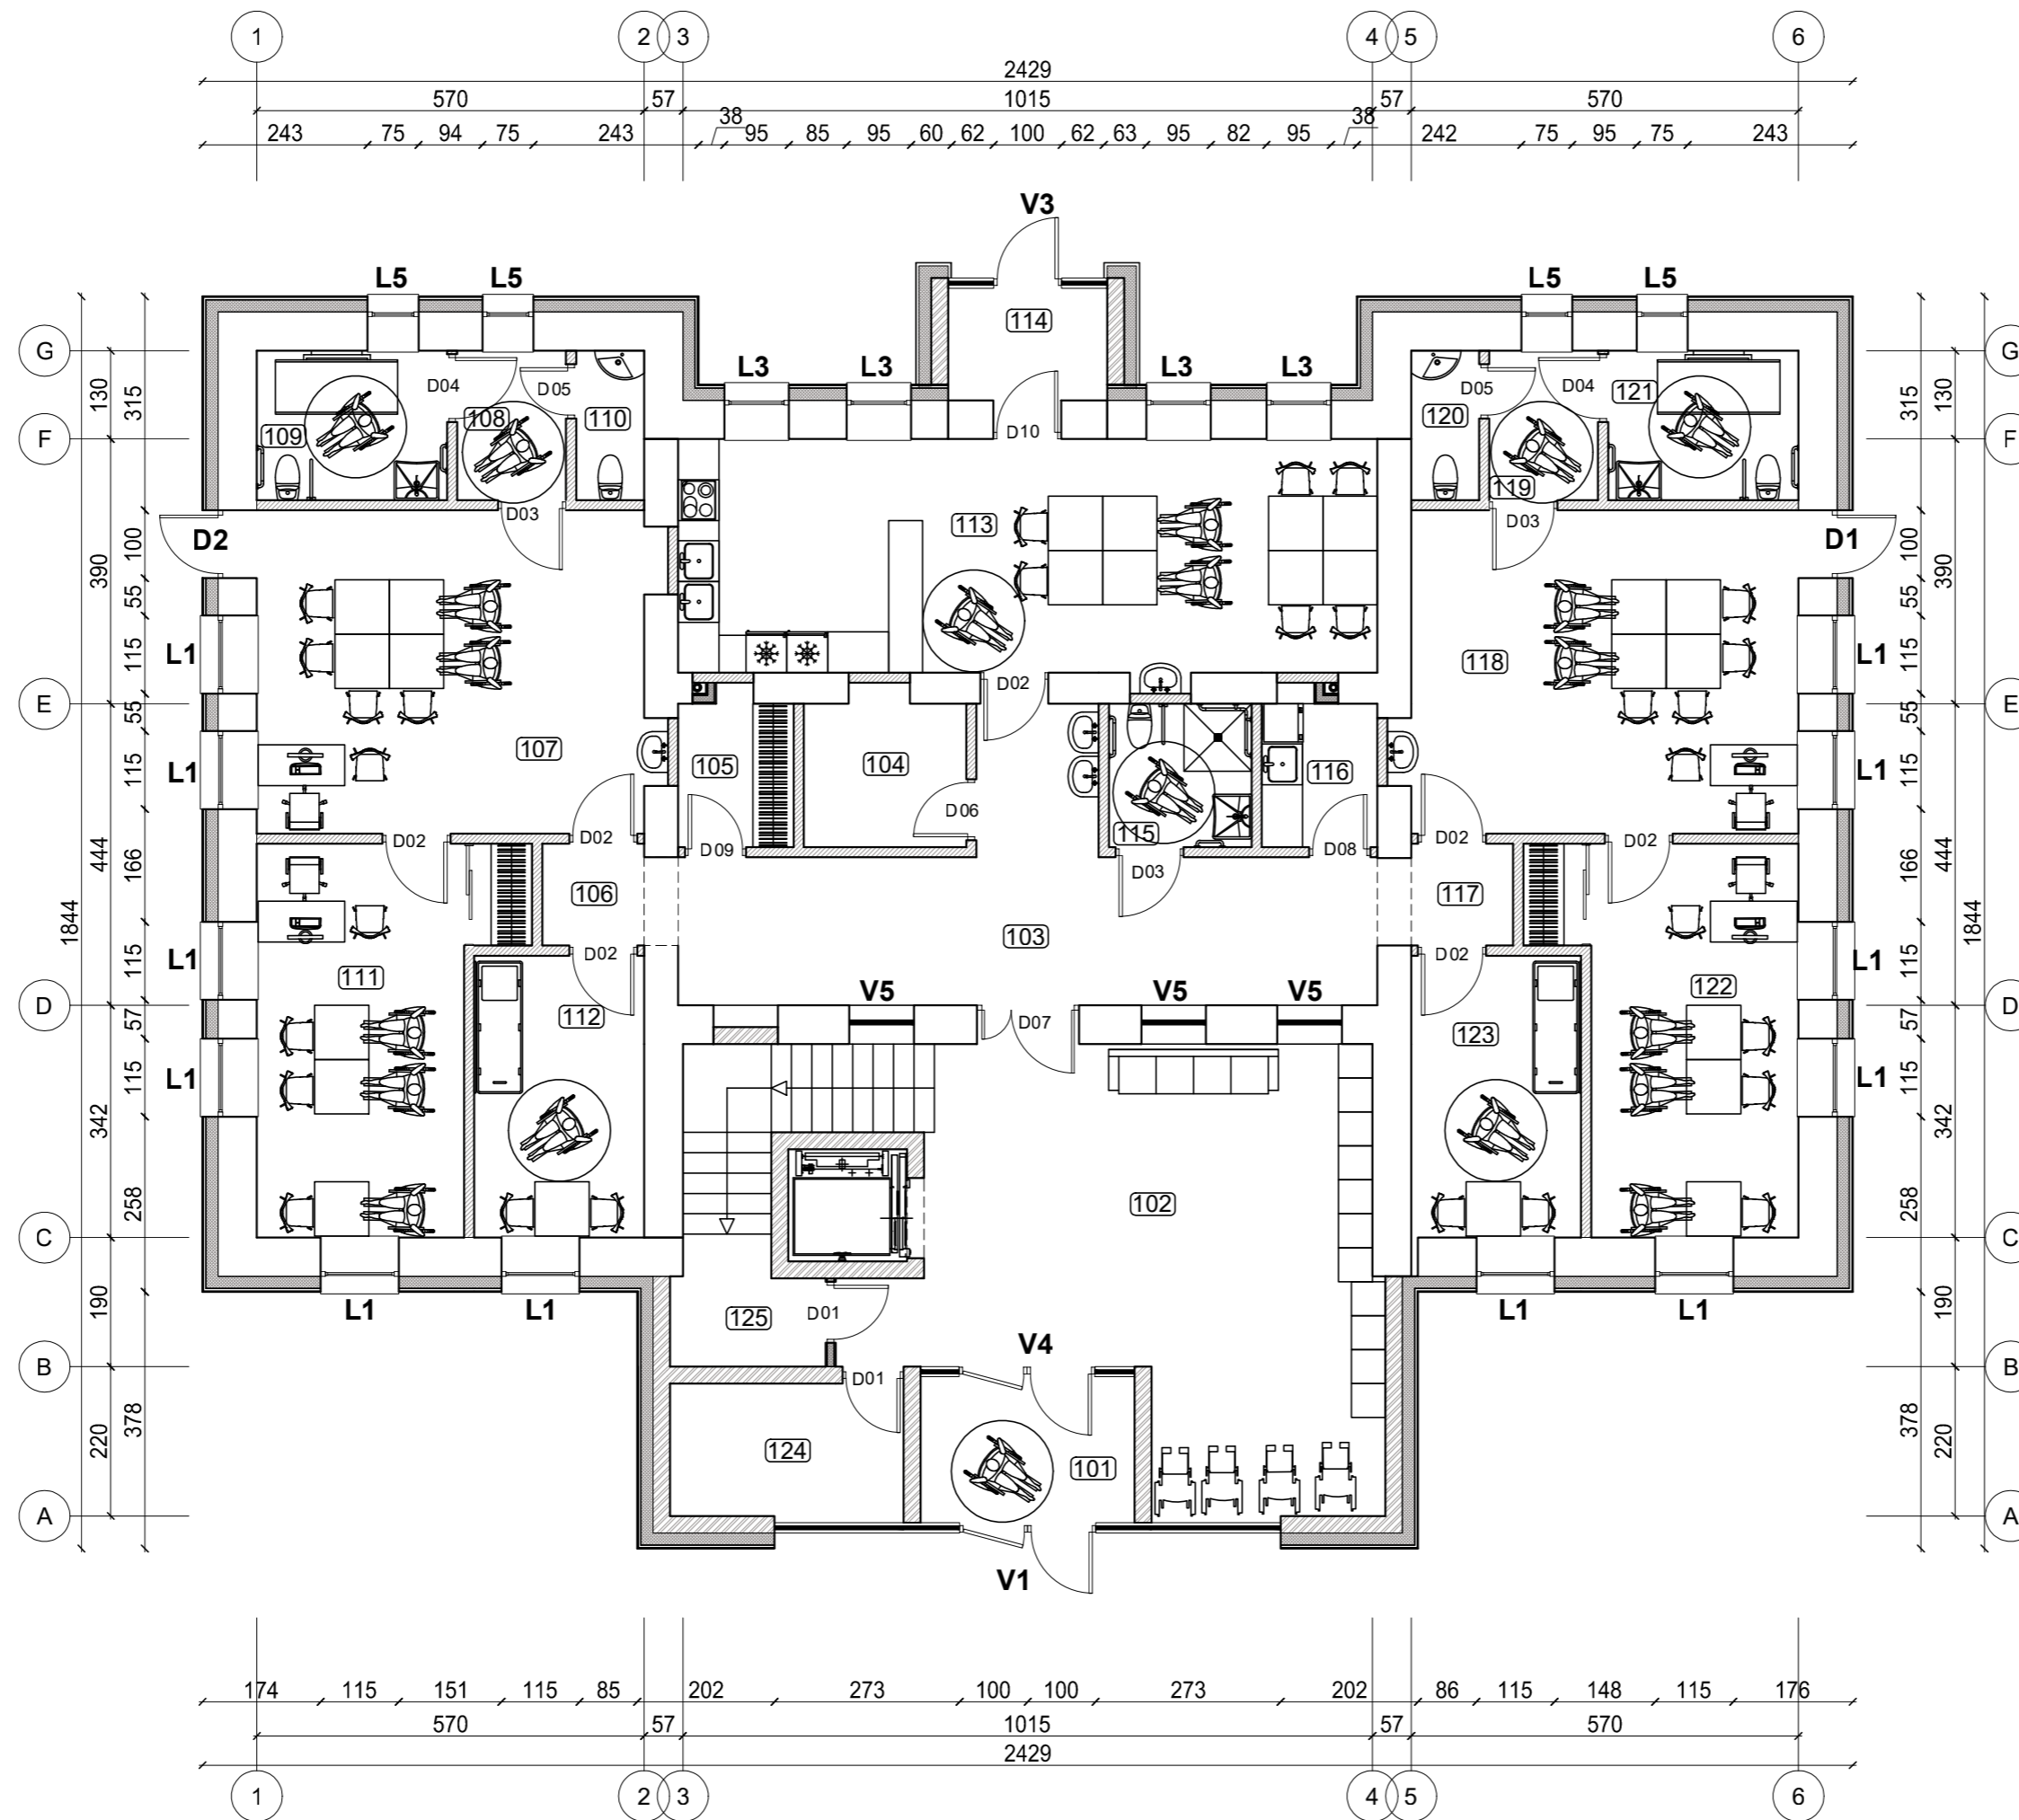 1 2 3 4 5 6
2429
570 57 1015 57 570
38 38
243 75 94 75 243 95 85 95 60 62 100 62 63 95 82 95 242 75 95 75 243
V3
L5 L5 L5 L5
114
G G
L3 L3 L3 L3
D04 D05 D05 D04
130 315 315 130
108 110 120 121
109 D10
F F
119
D03 113 D03
D2 D1
390 100 100 390
55 55
L1 115 118 115 L1
D02
E E
55 55
107 105 104 116
L1 115 115 L1
D06
115
D02 D02 D09 D08 D02 D02
D03
444 166 166 444
106 117
1844 1844
103
D02 D02
L1 115 111 V5 V5 V5 122 115 L1
D D
112 D07 123
57 57
L1 115 115 L1
342 342
258 102 258
C C
L1 L1 125 D01 L1 L1
190 190
V4
B B
D01
378 378
220 124 101 220
A A
V1
174 115 151 115 85 202 273 100 100 273 202 86 115 148 115 176
570 57 1015 57 570
2429
1 2 3 4 5 6